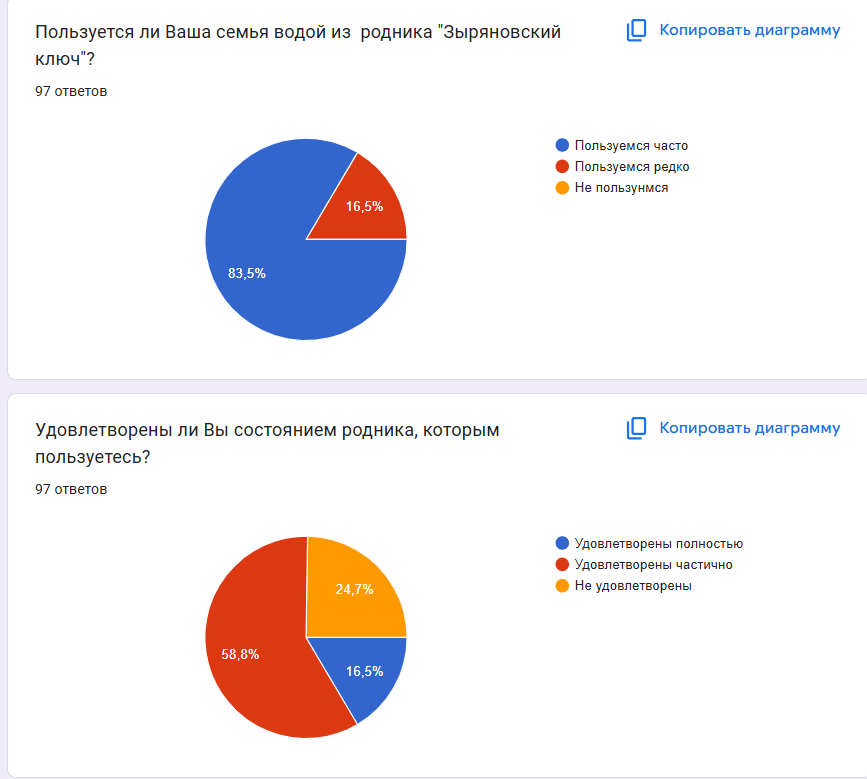 Пользуется ли Ваша семья водой из  родника "Зыряновский
ключ"?
Копировать диаграмму
97 ответов
Пользуемся часто
Пользуемся редко
Не пользунмся
16,5%
83,5%
Удовлетворены ли Вы состоянием родника, которым
пользуетесь?
Копировать диаграмму
97 ответов
Удовлетворены полностью
Удовлетворены частично
Не удовлетворены
24,7%
58,8%
16,5%